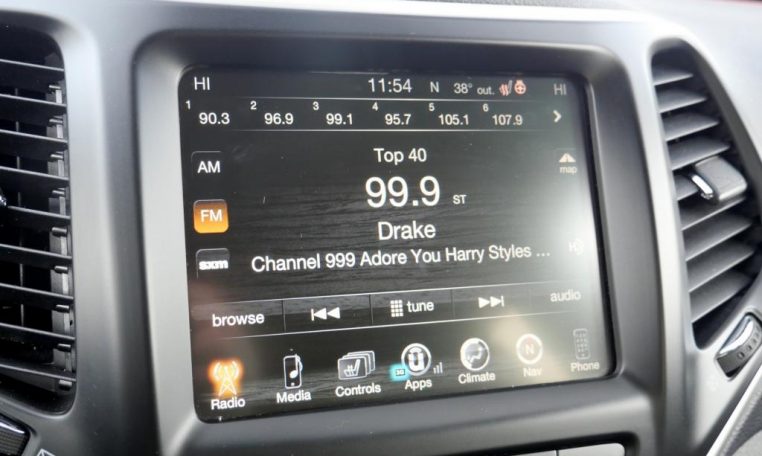 HI 11:54 N 38° out. HI
1 90.3 2 96.9 3 99.1 4 95.7 5 105.1 6 107.9
Top 40
AM
map
99.9 ST
FM
Drake
sxm
Channel 999 Adore You Harry Styles ...
browse tune audio
Radio Media Controls 3G Apps Climate N Nav Phone